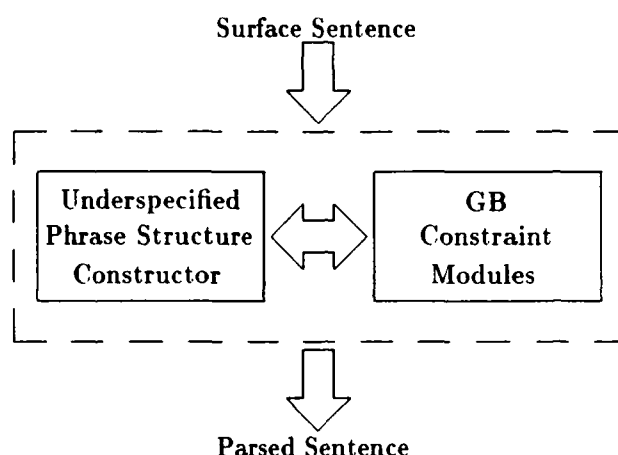 Surface Sentence
Underspecified
Phrase Structure
Constructor
GB
Constraint
Modules
Parsed Sentence